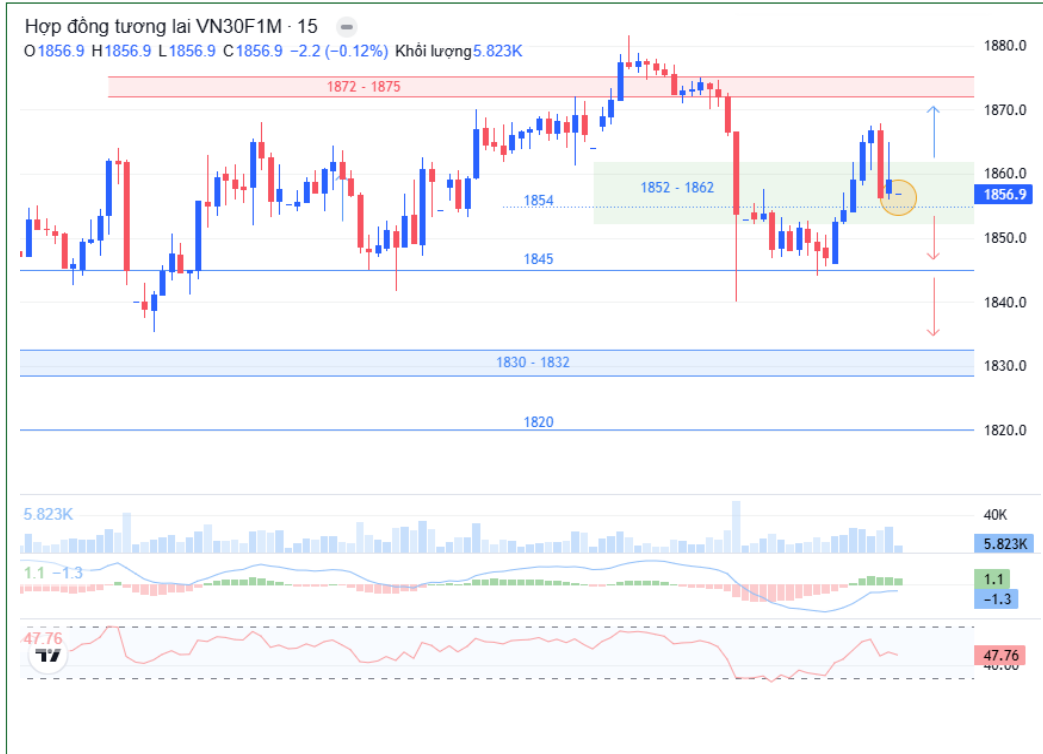 Hợp đồng tương lai VN30F1M · 15
O1856.9 H1856.9 L1856.9 C1856.9 −2.2 (−0.12%) Khối lượng5.823K
1880.0
1872 - 1875
1870.0
1860.0
1852 - 1862
1856.9
1854
1850.0
1845
1840.0
1830 - 1832
1830.0
1820
1820.0
5.823K
40K
5.823K
1.1 −1.3
1.1
−1.3
47.76
47.76
40.00